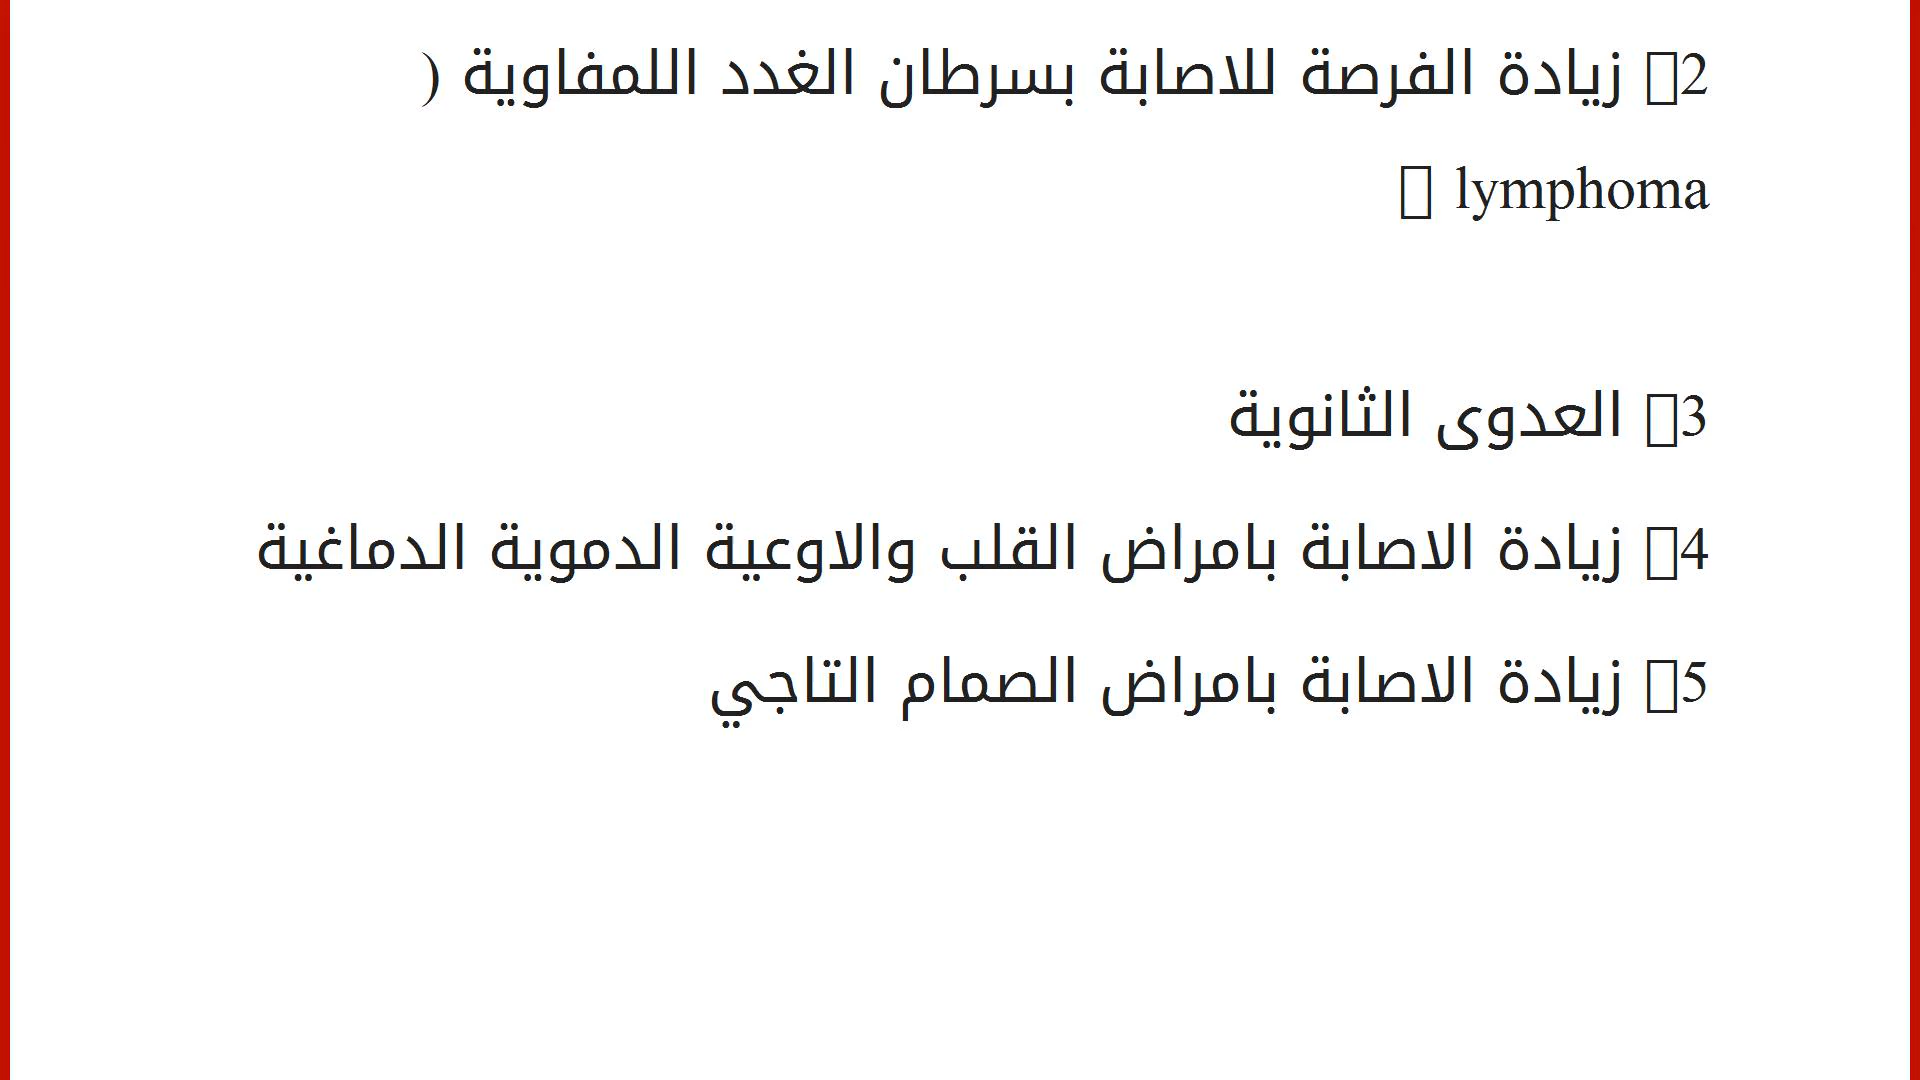 2 زيادة الفرصة للاصابة بسرطان الغدد اللمفاوية (
lymphoma
3 العدوى الثانوية
4 زيادة الاصابة بامراض القلب والاوعية الدموية الدماغية
5 زيادة الاصابة بامراض الصمام التاجي